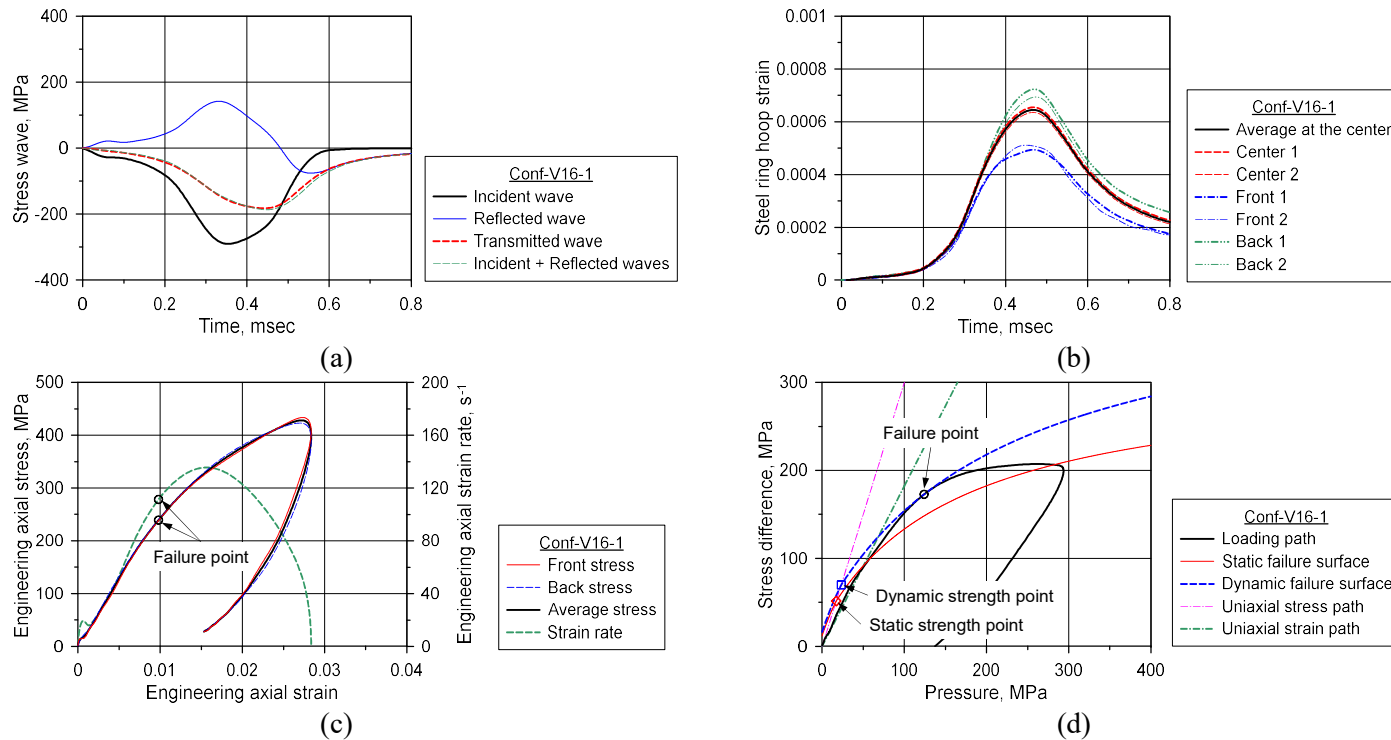 400
200
0
-200
-400
Stress wave, MPa
0
0.2
0.4
0.6
0.8
Time, msec
Conf-V16-1
Incident wave
Reflected wave
Transmitted wave
Incident + Reflected waves
(a)
0.001
0.0008
0.0006
0.0004
0.0002
0
Steel ring hoop strain
0
0.2
0.4
0.6
0.8
Time, msec
Conf-V16-1
Average at the center
Center 1
Center 2
Front 1
Front 2
Back 1
Back 2
(b)
500
400
300
200
100
0
Engineering axial stress, MPa
200
160
120
80
40
0
Engineering axial strain rate, s⁻¹
Failure point
0
0.01
0.02
0.03
0.04
Engineering axial strain
Conf-V16-1
Front stress
Back stress
Average stress
Strain rate
(c)
300
200
100
0
Stress difference, MPa
Failure point
Dynamic strength point
Static strength point
0
100
200
300
400
Pressure, MPa
Conf-V16-1
Loading path
Static failure surface
Dynamic failure surface
Uniaxial stress path
Uniaxial strain path
(d)